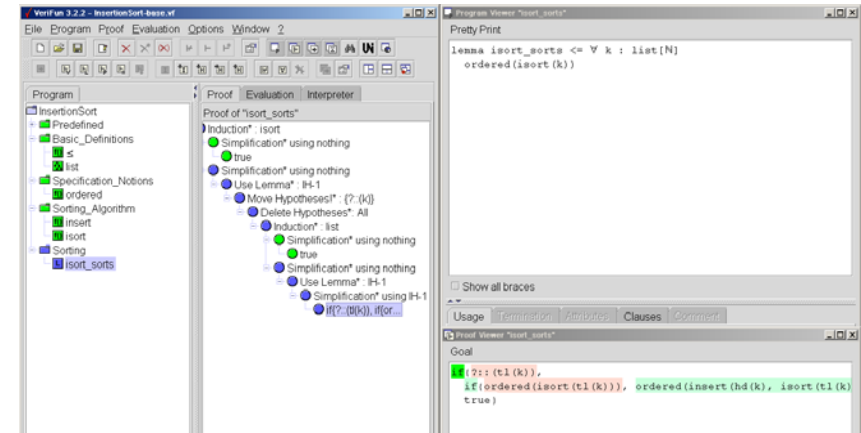 VeriFun 3.2.2 - InsertionSort-base.vf
File Program Proof Evaluation Options Window ?
Program
InsertionSort
Predefined
Basic_Definitions
≤
list
Specification_Notions
ordered
Sorting_Algorithm
insert
isort
Sorting
isort_sorts
Proof Evaluation Interpreter
Proof of "isort_sorts"
Induction* : isort
Simplification* using nothing
true
Simplification* using nothing
Use Lemma* : IH-1
Move Hypotheses!* : {?::(k)}
Delete Hypotheses*: All
Induction* : list
Simplification* using nothing
true
Simplification* using nothing
Use Lemma* : IH-1
Simplification* using IH-1
if{?::(tl(k)), if{or...
Program Viewer "isort_sorts"
Pretty Print
lemma isort_sorts <= ∀ k : list[ℕ]
ordered(isort(k))
Show all braces
Usage Termination Attributes Clauses Comment
Proof Viewer "isort_sorts"
Goal
if{?::(tl(k)),
if{ordered(isort(tl(k))), ordered(insert(hd(k), isort(tl(k)
true}